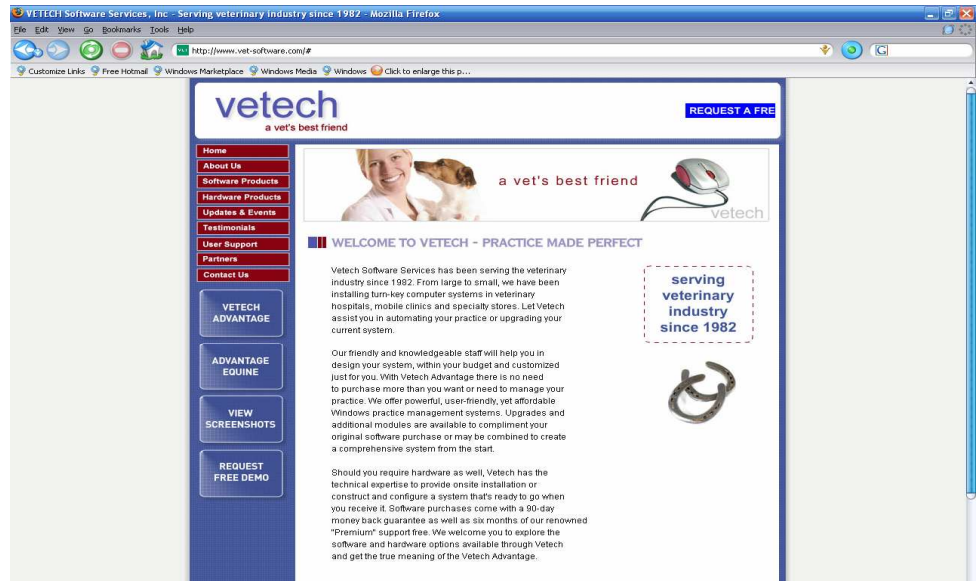 VETECH Software Services, Inc - Serving veterinary industry since 1982 - Mozilla Firefox
File Edit View Go Bookmarks Tools Help
http://www.vet-software.com/#
G
Customize Links Free Hotmail Windows Marketplace Windows Media Windows Click to enlarge this p...
vetech
a vet's best friend
REQUEST A FRE
Home
About Us
Software Products
Hardware Products
Updates & Events
Testimonials
User Support
Partners
Contact Us
VETECH
ADVANTAGE
ADVANTAGE
EQUINE
VIEW
SCREENSHOTS
REQUEST
FREE DEMO
a vet's best friend
vetech
WELCOME TO VETECH - PRACTICE MADE PERFECT
Vetech Software Services has been serving the veterinary
industry since 1982. From large to small, we have been
installing turn-key computer systems in veterinary
hospitals, mobile clinics and specialty stores. Let Vetech
assist you in automating your practice or upgrading your
current system.
Our friendly and knowledgeable staff will help you in
design your system, within your budget and customized
just for you. With Vetech Advantage there is no need
to purchase more than you want or need to manage your
practice. We offer powerful, user-friendly, yet affordable
Windows practice management systems. Upgrades and
additional modules are available to compliment your
original software purchase or may be combined to create
a comprehensive system from the start.
Should you require hardware as well, Vetech has the
technical expertise to provide onsite installation or
construct and configure a system that's ready to go when
you receive it. Software purchases come with a 90-day
money back guarantee as well as six months of our renowned
"Premium" support free. We welcome you to explore the
software and hardware options available through Vetech
and get the true meaning of the Vetech Advantage.
serving
veterinary
industry
since 1982